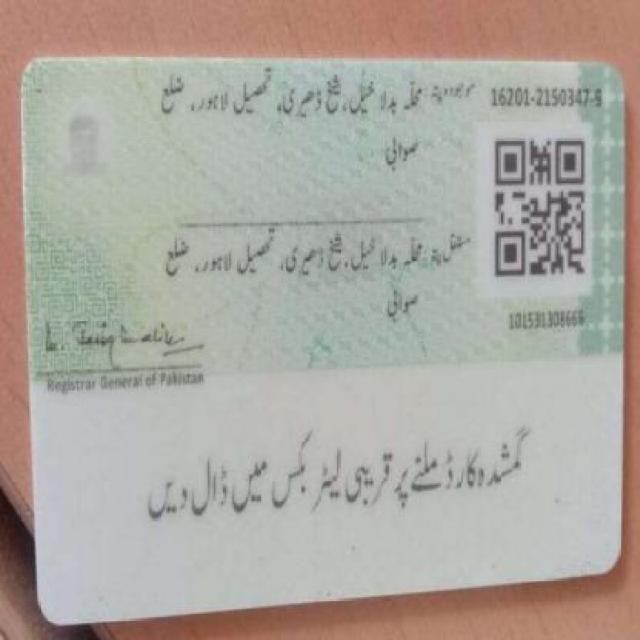 موجودہ پتہ: محلہ بدلا خیل، شیخ ڈھیری، تحصیل لاہور، ضلع
صوابی
16201-2150347-9
مستقل پتہ: محلہ بدلا خیل، شیخ ڈھیری، تحصیل لاہور، ضلع
صوابی
101531308666
Registrar General of Pakistan
گمشدہ کارڈ ملنے پر قریبی لیٹر بکس میں ڈال دیں